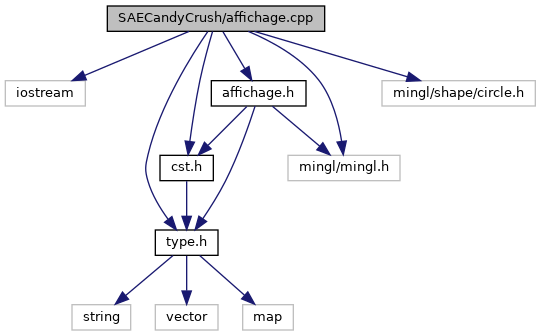 SAECandyCrush/affichage.cpp
iostream
affichage.h
mingl/shape/circle.h
cst.h
mingl/mingl.h
type.h
string
vector
map